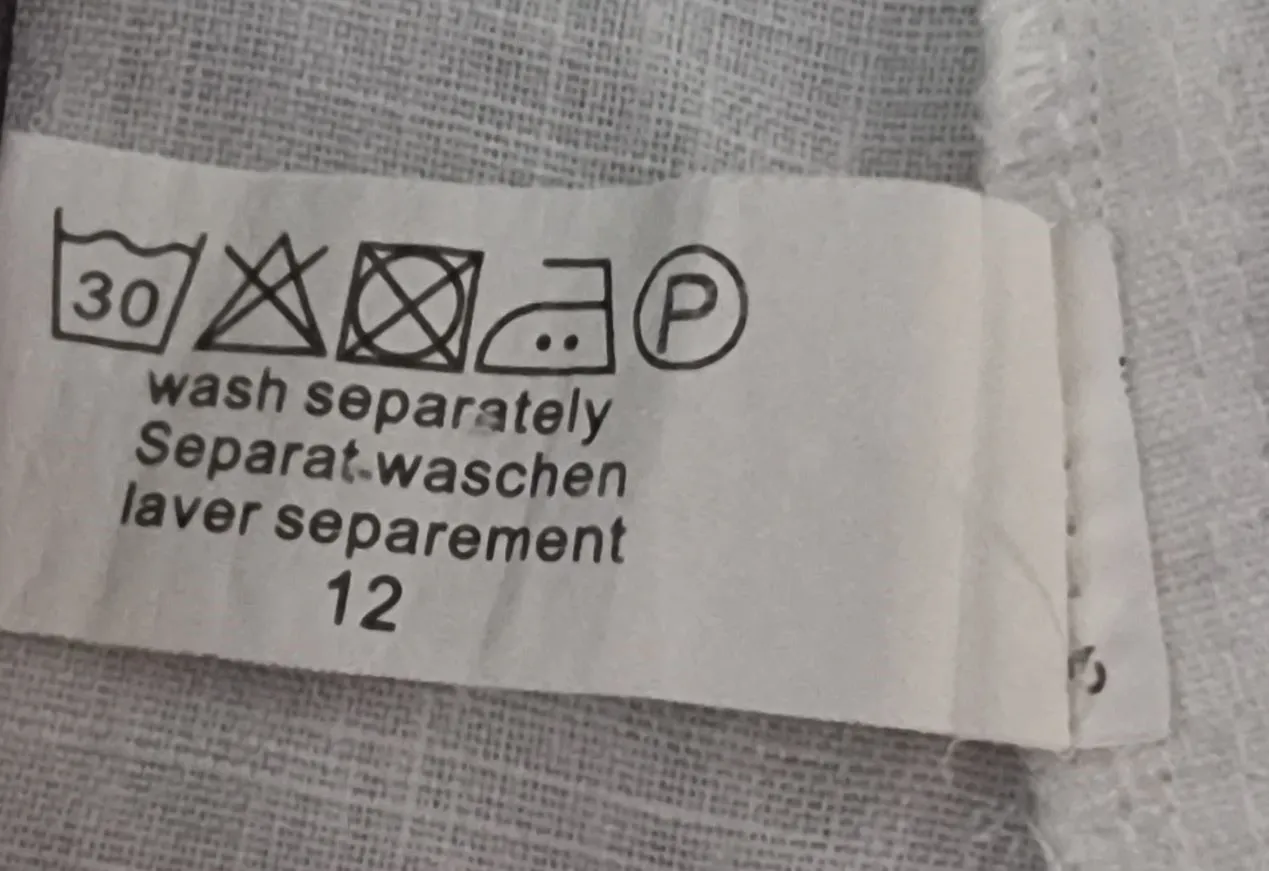 30 P
wash separately
Separat-waschen
laver separement
12